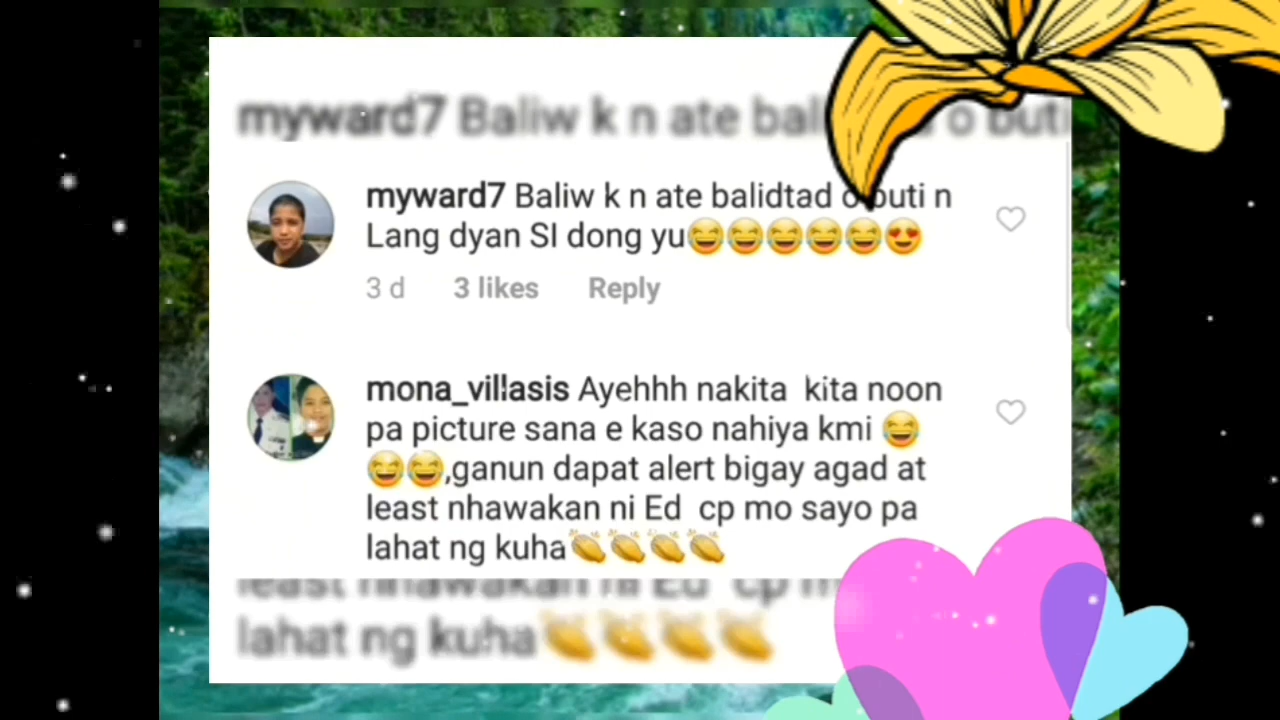 myward7 Baliw k n ate bal o buti
myward7 Baliw k n ate balidtad o buti n
Lang dyan SI dong yu😂😂😂😂😂😍
3 d 3 likes Reply
mona_villasis Ayehhh nakita kita noon
pa picture sana e kaso nahiya kmi 😂
😂😂,ganun dapat alert bigay agad at
least nhawakan ni Ed cp mo sayo pa
lahat ng kuha👏👏👏👏
least nhawakan ni Ed cp m
lahat ng kuha👏👏👏👏